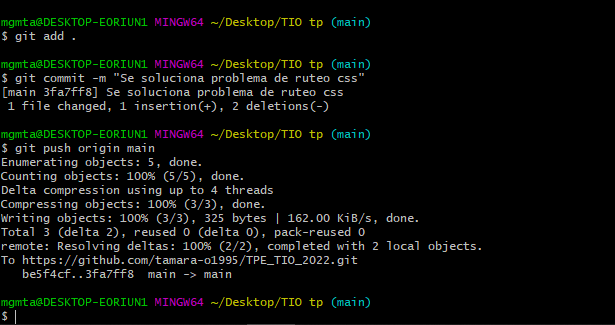 mgmta@DESKTOP-EORIUN1 MINGW64 ~/Desktop/TIO tp (main)
$ git add .
mgmta@DESKTOP-EORIUN1 MINGW64 ~/Desktop/TIO tp (main)
$ git commit -m "Se soluciona problema de ruteo css"
[main 3fa7ff8] Se soluciona problema de ruteo css
 1 file changed, 1 insertion(+), 2 deletions(-)
mgmta@DESKTOP-EORIUN1 MINGW64 ~/Desktop/TIO tp (main)
$ git push origin main
Enumerating objects: 5, done.
Counting objects: 100% (5/5), done.
Delta compression using up to 4 threads
Compressing objects: 100% (3/3), done.
Writing objects: 100% (3/3), 325 bytes | 162.00 KiB/s, done.
Total 3 (delta 2), reused 0 (delta 0), pack-reused 0
remote: Resolving deltas: 100% (2/2), completed with 2 local objects.
To https://github.com/tamara-o1995/TPE_TIO_2022.git
   be5f4cf..3fa7ff8  main -> main
mgmta@DESKTOP-EORIUN1 MINGW64 ~/Desktop/TIO tp (main)
$